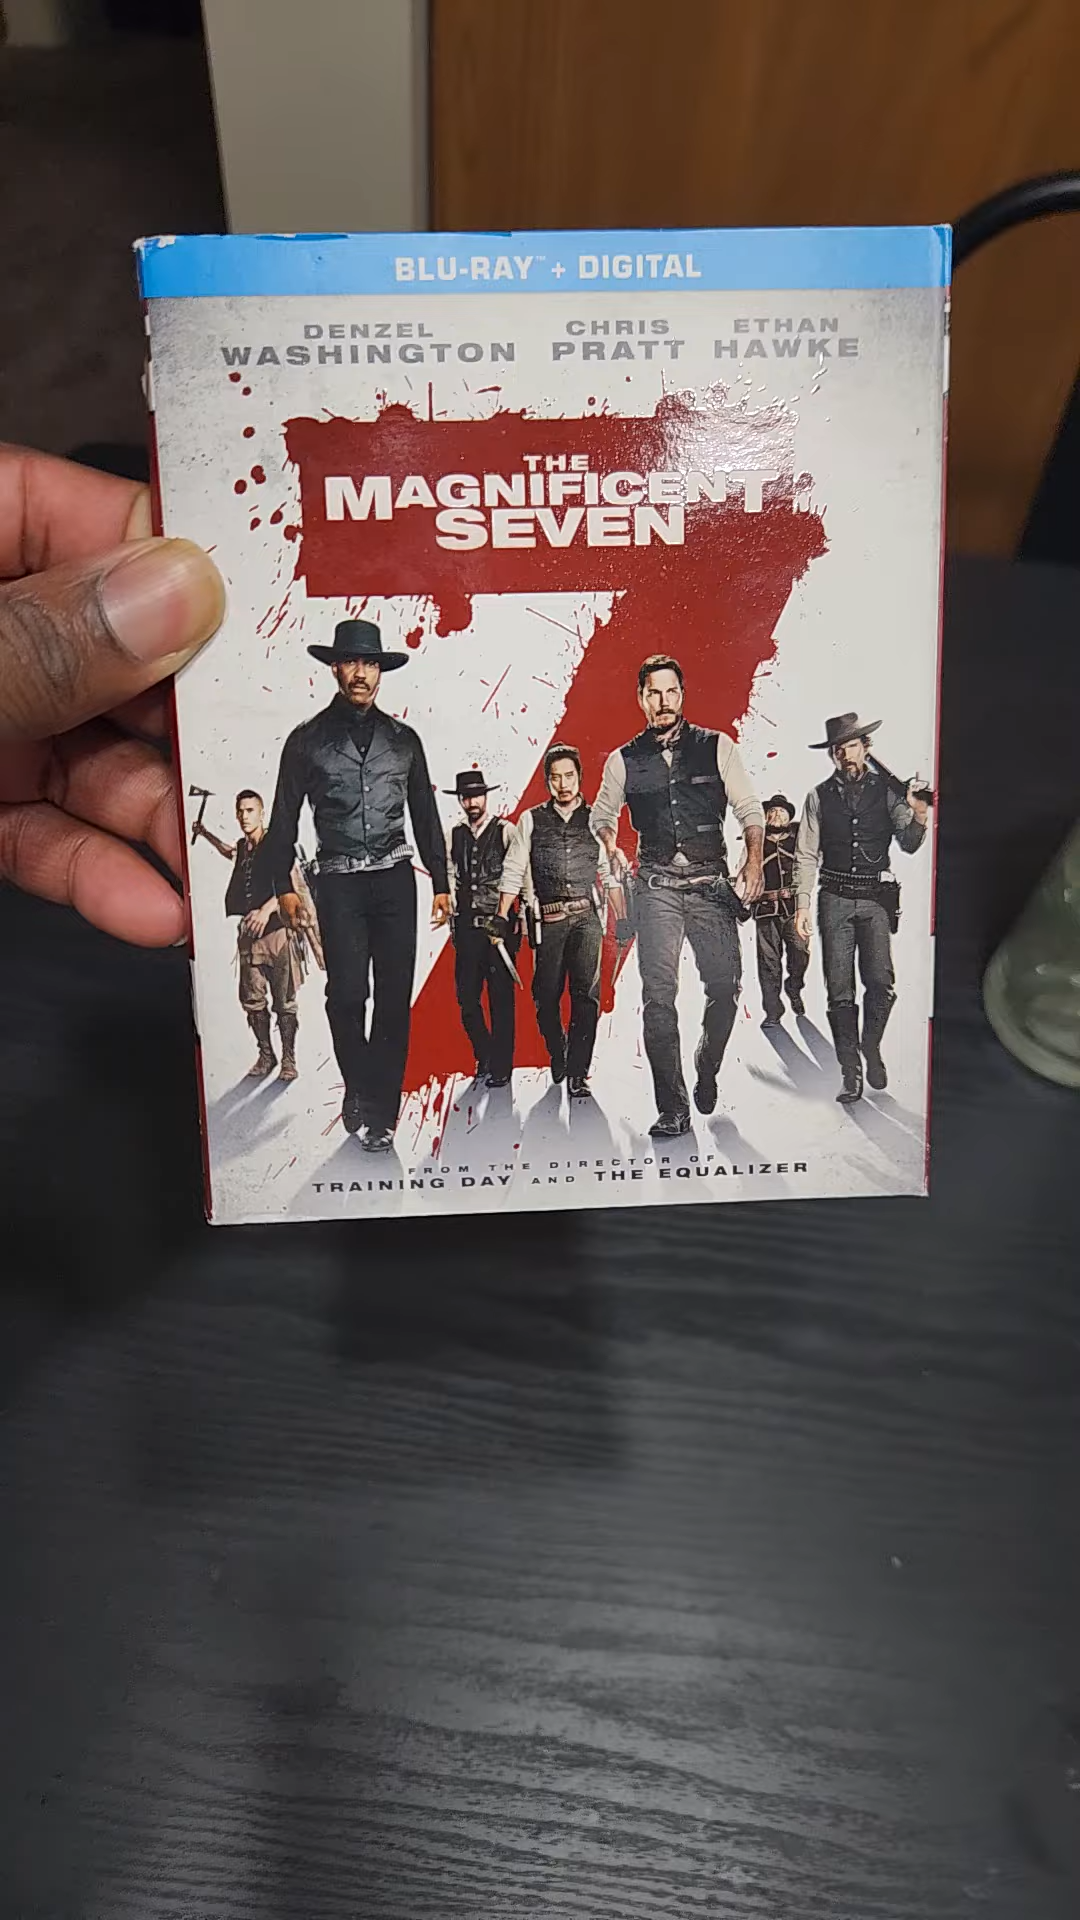 BLU-RAY™ + DIGITAL
DENZEL WASHINGTON
CHRIS PRATT
ETHAN HAWKE
THE
MAGNIFICENT
SEVEN
FROM THE DIRECTOR OF
TRAINING DAY AND THE EQUALIZER